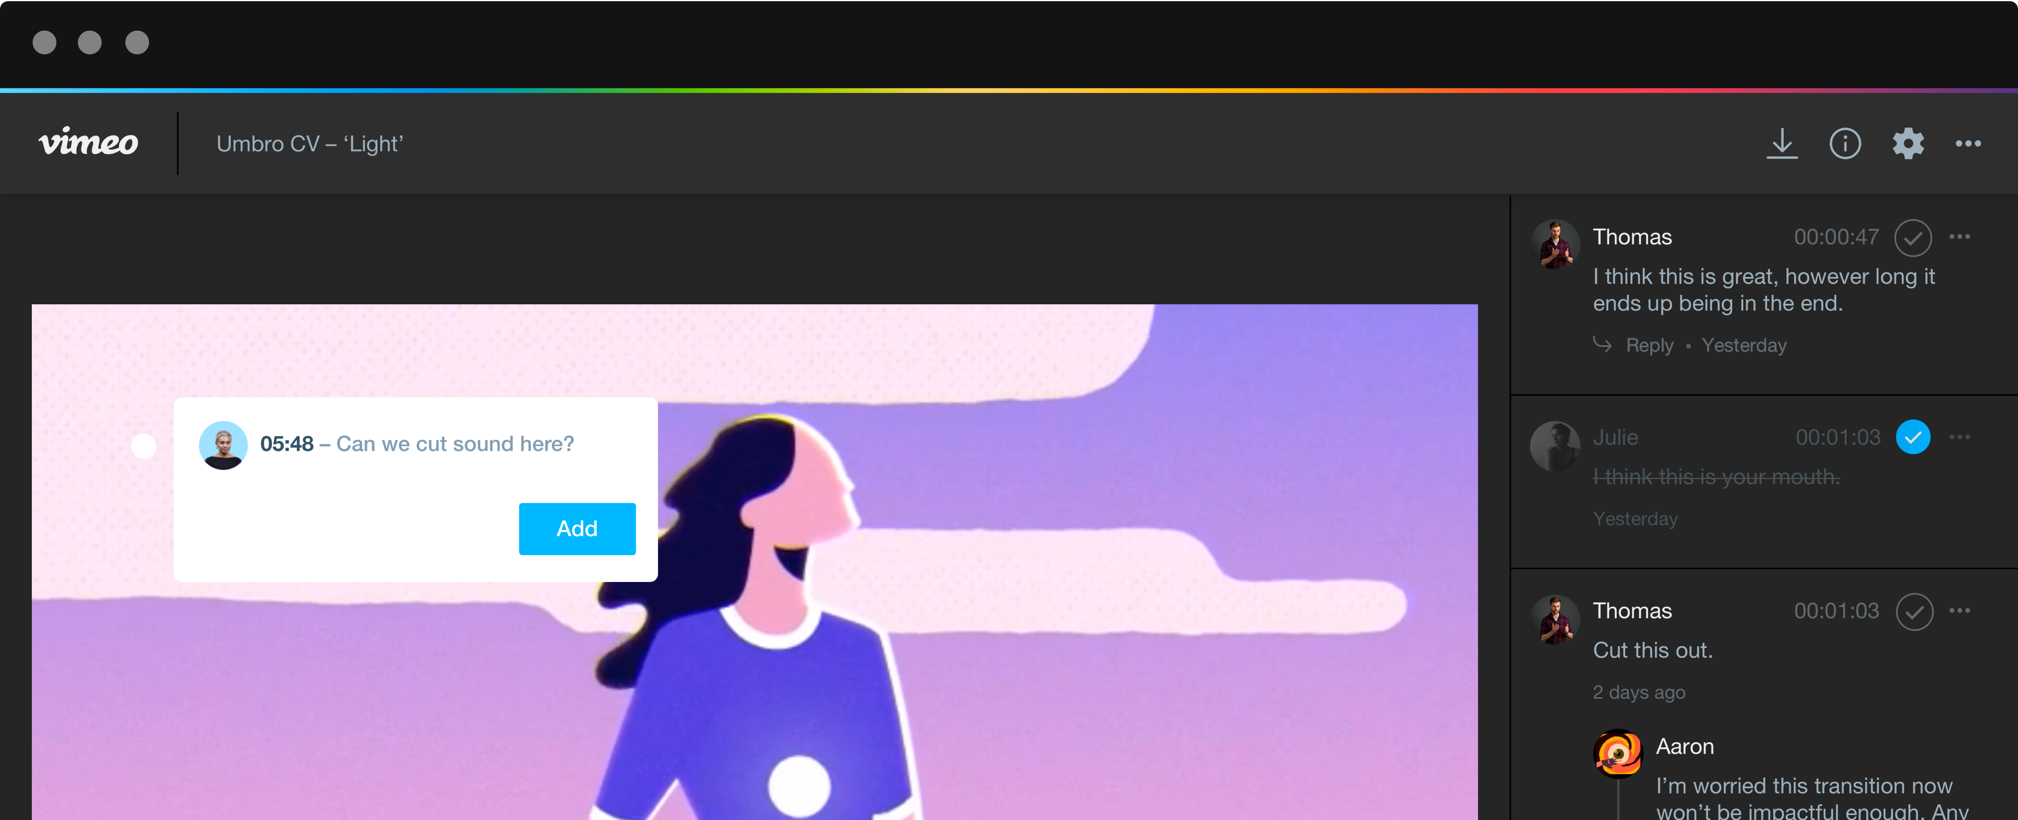 vimeo
Umbro CV – ‘Light’
05:48 – Can we cut sound here?
Add
Thomas 00:00:47
I think this is great, however long it
ends up being in the end.
Reply • Yesterday
Julie 00:01:03
I think this is your mouth.
Yesterday
Thomas 00:01:03
Cut this out.
2 days ago
Aaron
I’m worried this transition now
won’t be impactful enough. Any